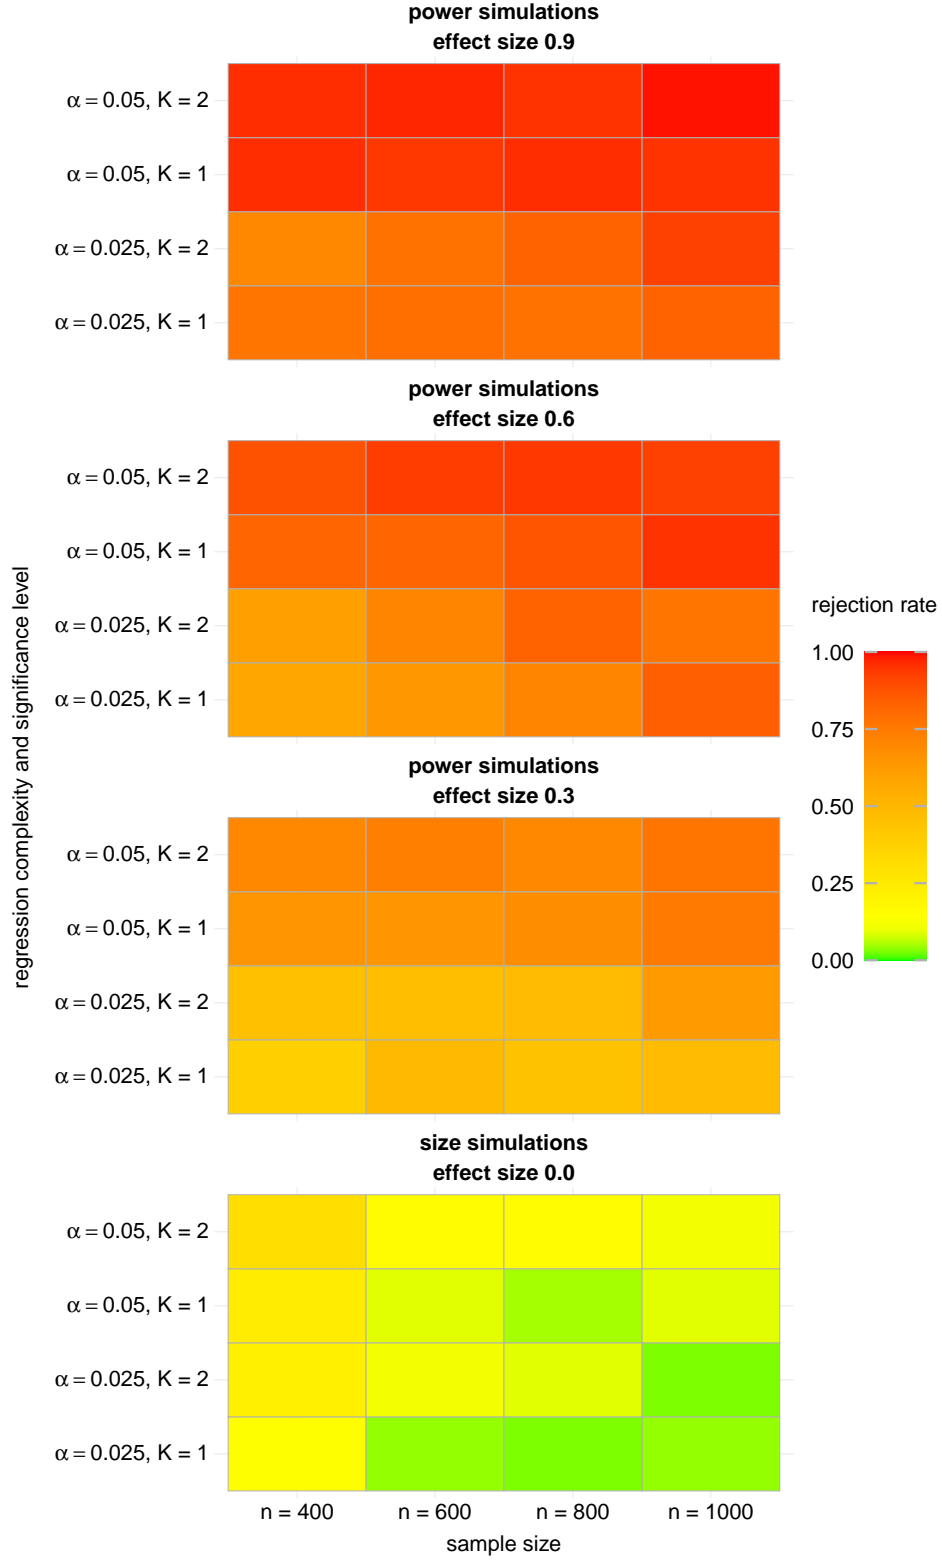 power simulations
effect size 0.9
α = 0.05, K = 2
α = 0.05, K = 1
α = 0.025, K = 2
α = 0.025, K = 1
power simulations
effect size 0.6
α = 0.05, K = 2
α = 0.05, K = 1
α = 0.025, K = 2
α = 0.025, K = 1
power simulations
effect size 0.3
α = 0.05, K = 2
α = 0.05, K = 1
α = 0.025, K = 2
α = 0.025, K = 1
size simulations
effect size 0.0
α = 0.05, K = 2
α = 0.05, K = 1
α = 0.025, K = 2
α = 0.025, K = 1
n = 400
n = 600
n = 800
n = 1000
sample size
regression complexity and significance level
rejection rate
1.00
0.75
0.50
0.25
0.00